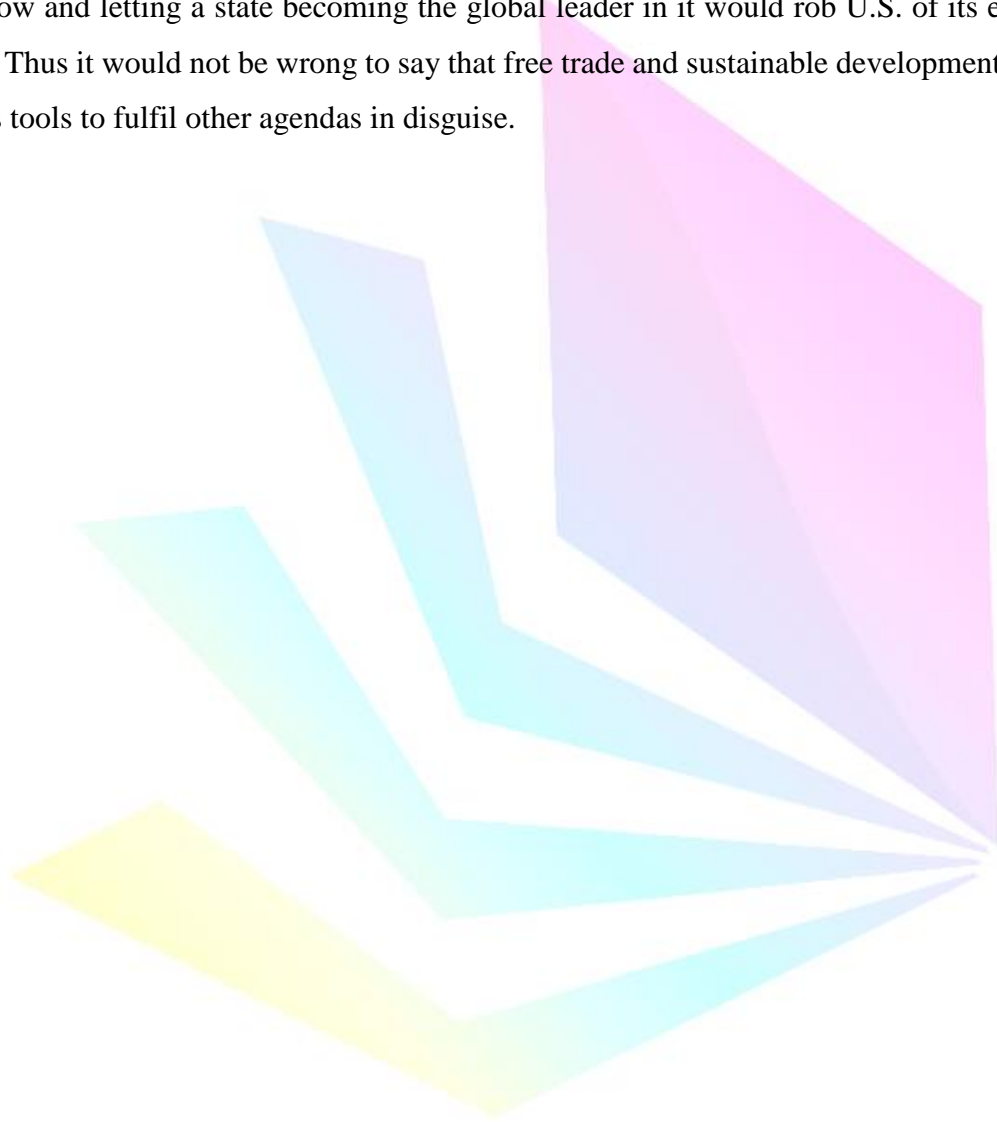 ow and letting a state becoming the global leader in it would rob U.S. of its e
Thus it would not be wrong to say that free trade and sustainable development
s tools to fulfil other agendas in disguise.